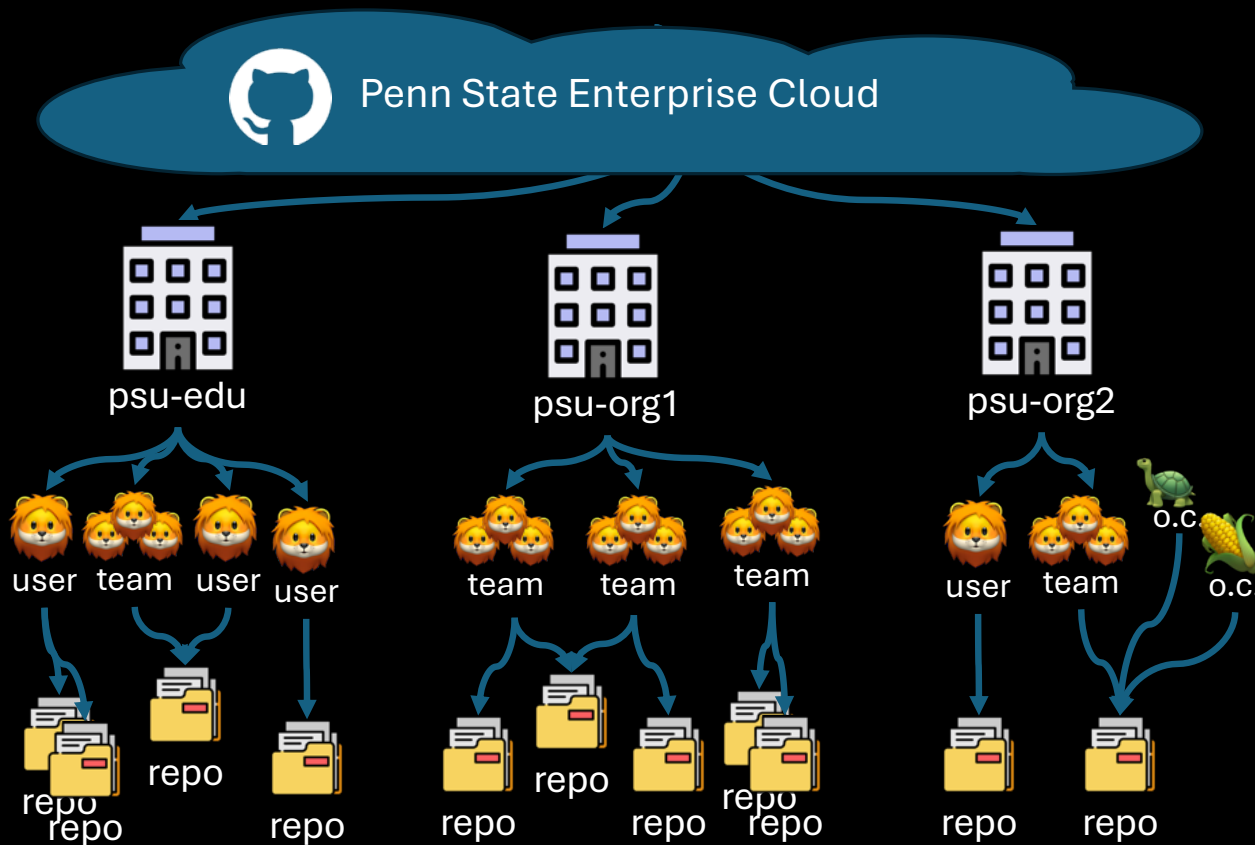 Penn State Enterprise Cloud
psu-edu
psu-org1
psu-org2
user
team
user
user
team
team
team
user
team
o.c.
o.c.
repo
repo
repo
repo
repo
repo
repo
repo
repo
repo
repo